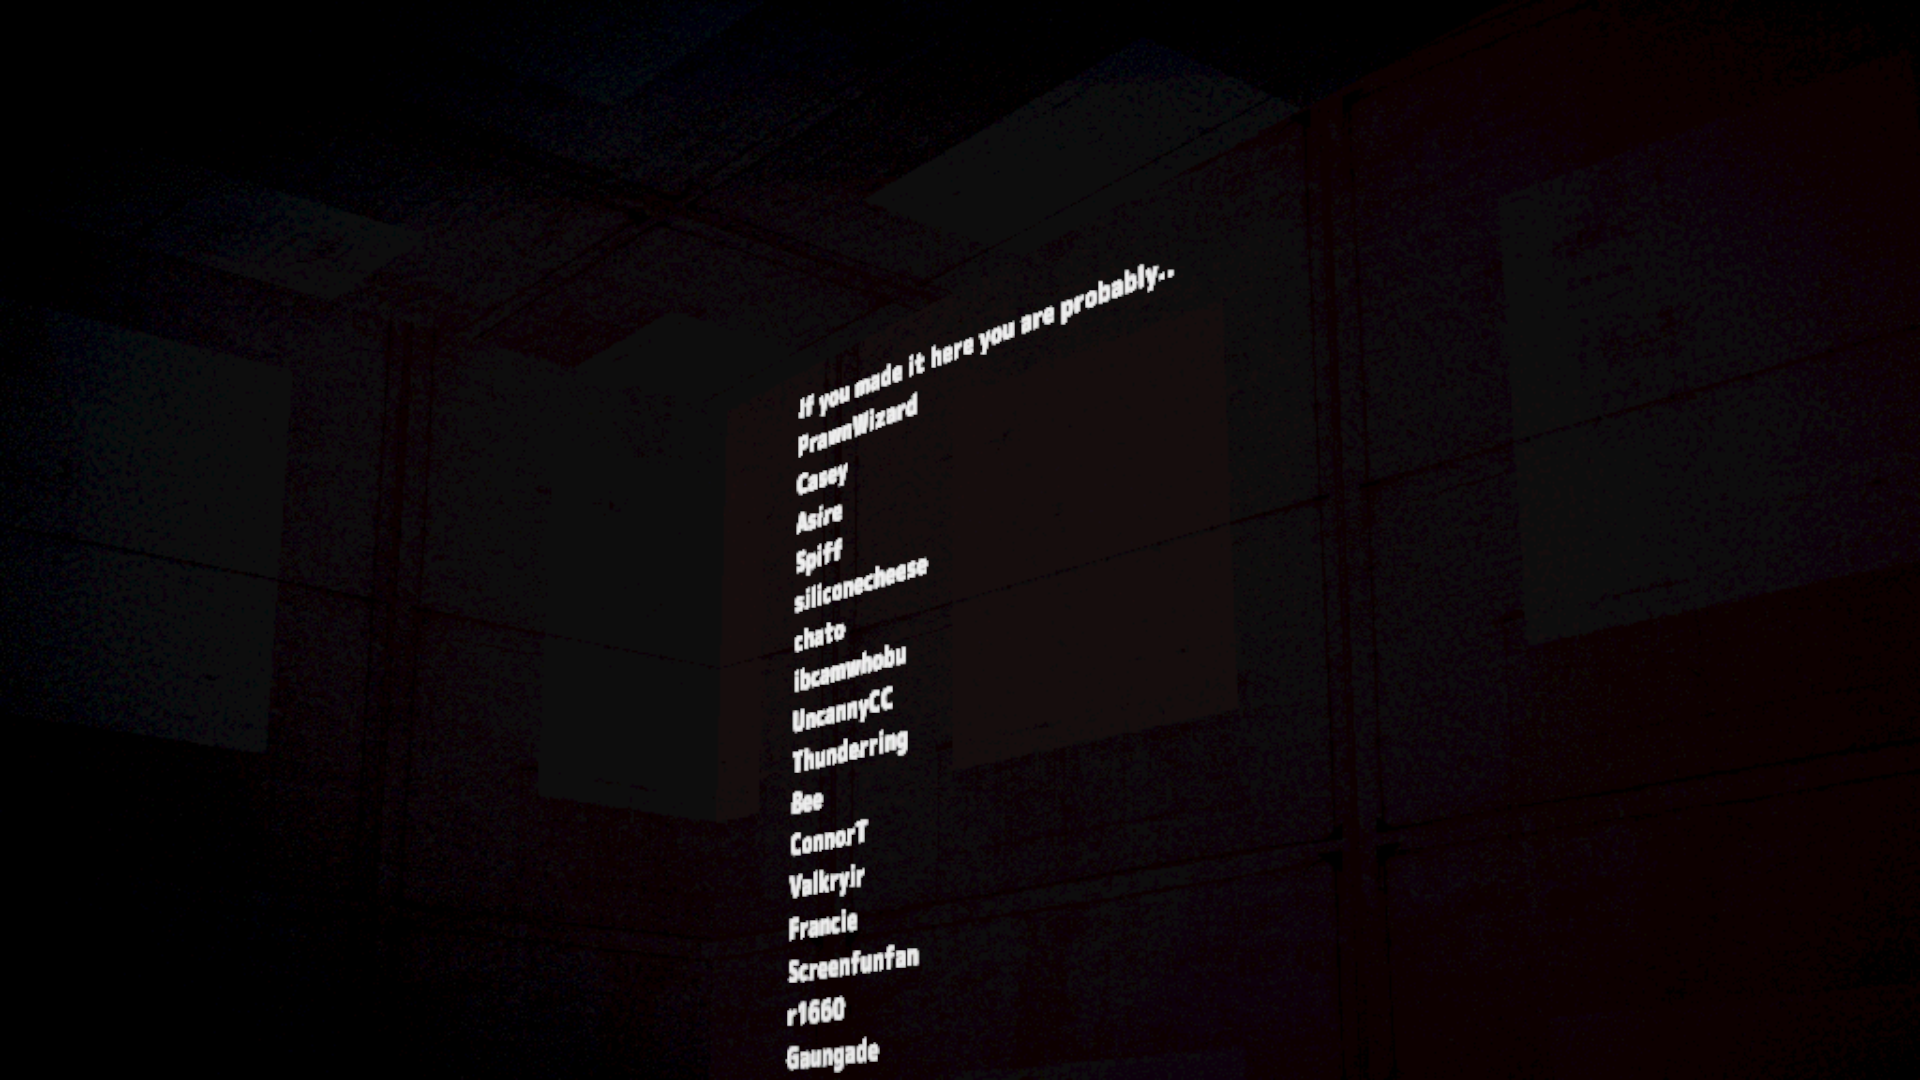 If you made it here you are probably..
PrawnWizard
Casey
Asire
Spiff
siliconecheese
chato
ibcamwhobu
UncannyCC
Thunderring
Bee
ConnorT
Valkryir
Francie
Screenfunfan
r1660
Gaungade